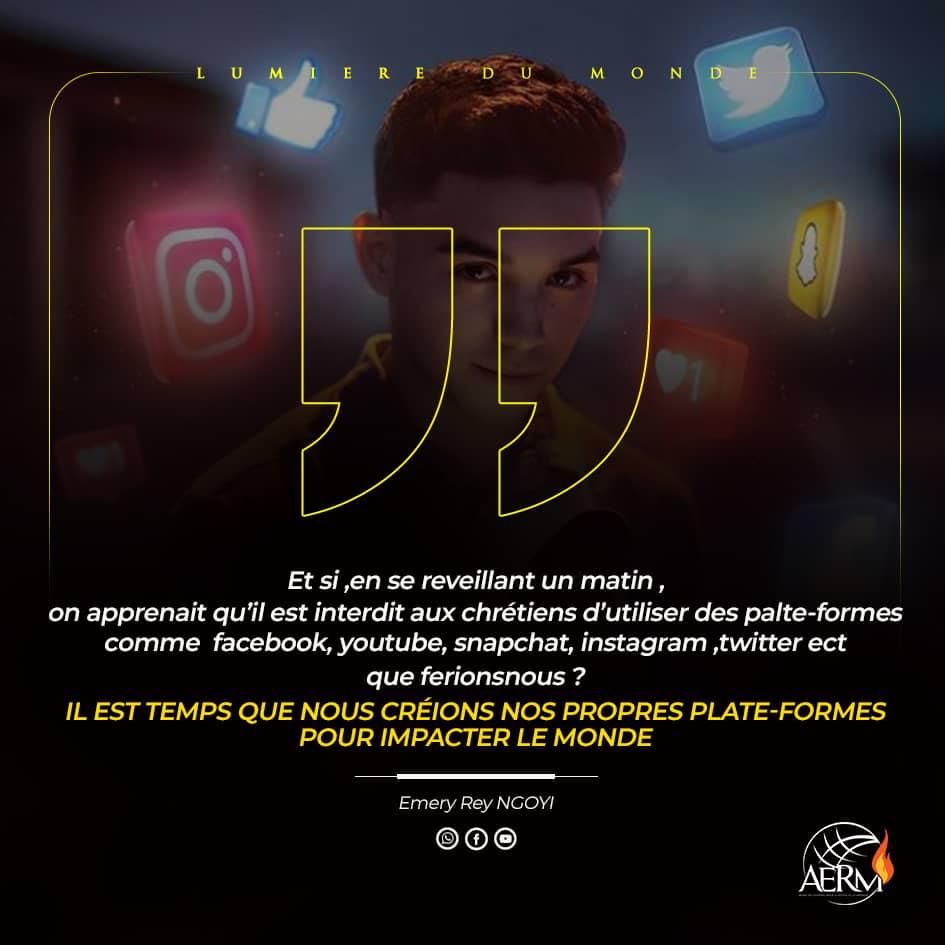 LUMIERE DU MONDE
Et si ,en se reveillant un matin ,
on apprenait qu'il est interdit aux chrétiens d'utiliser des palte-formes
comme facebook, youtube, snapchat, instagram ,twitter ect
que ferionsnous ?
IL EST TEMPS QUE NOUS CRÉIONS NOS PROPRES PLATE-FORMES
POUR IMPACTER LE MONDE
Emery Rey NGOYI
AERM